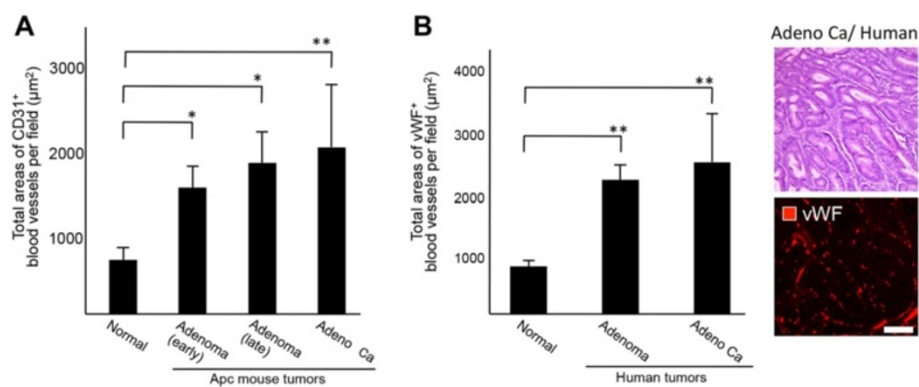 A
Total areas of CD31⁺
blood vessels per field (µm²)
3000
2000
1000
*
*
**
Normal
Adenoma
(early)
Adenoma
(late)
Adeno Ca
Apc mouse tumors
B
Total areas of vWF⁺
blood vessels per field (µm²)
4000
3000
2000
1000
**
**
Normal
Adenoma
Adeno Ca
Human tumors
Adeno Ca/ Human
vWF